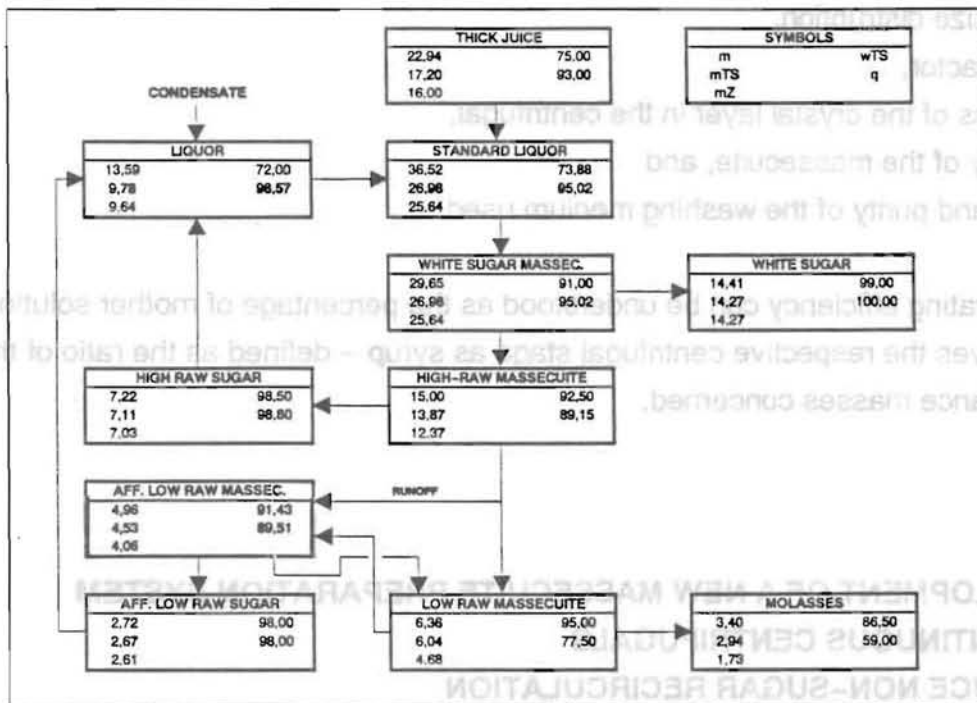 THICK JUICE
22,94 75,00
17,20 93,00
16,00
SYMBOLS
m wTS
mTS q
mZ
CONDENSATE
LIQUOR
13,59 72,00
9,78 98,57
9,64
STANDARD LIQUOR
36,52 73,88
26,98 95,02
25,64
WHITE SUGAR MASSEC.
29,65 91,00
26,98 95,02
25,64
WHITE SUGAR
14,41 99,00
14,27 100,00
14,27
HIGH RAW SUGAR
7,22 98,50
7,11 98,80
7,03
HIGH-RAW MASSECUITE
15,00 92,50
13,87 89,15
12,37
AFF. LOW RAW MASSEC.
4,96 91,43
4,53 89,51
4,06
RUNOFF
AFF. LOW RAW SUGAR
2,72 98,00
2,67 98,00
2,61
LOW RAW MASSECUITE
6,36 95,00
6,04 77,50
4,68
MOLASSES
3,40 86,50
2,94 59,00
1,73